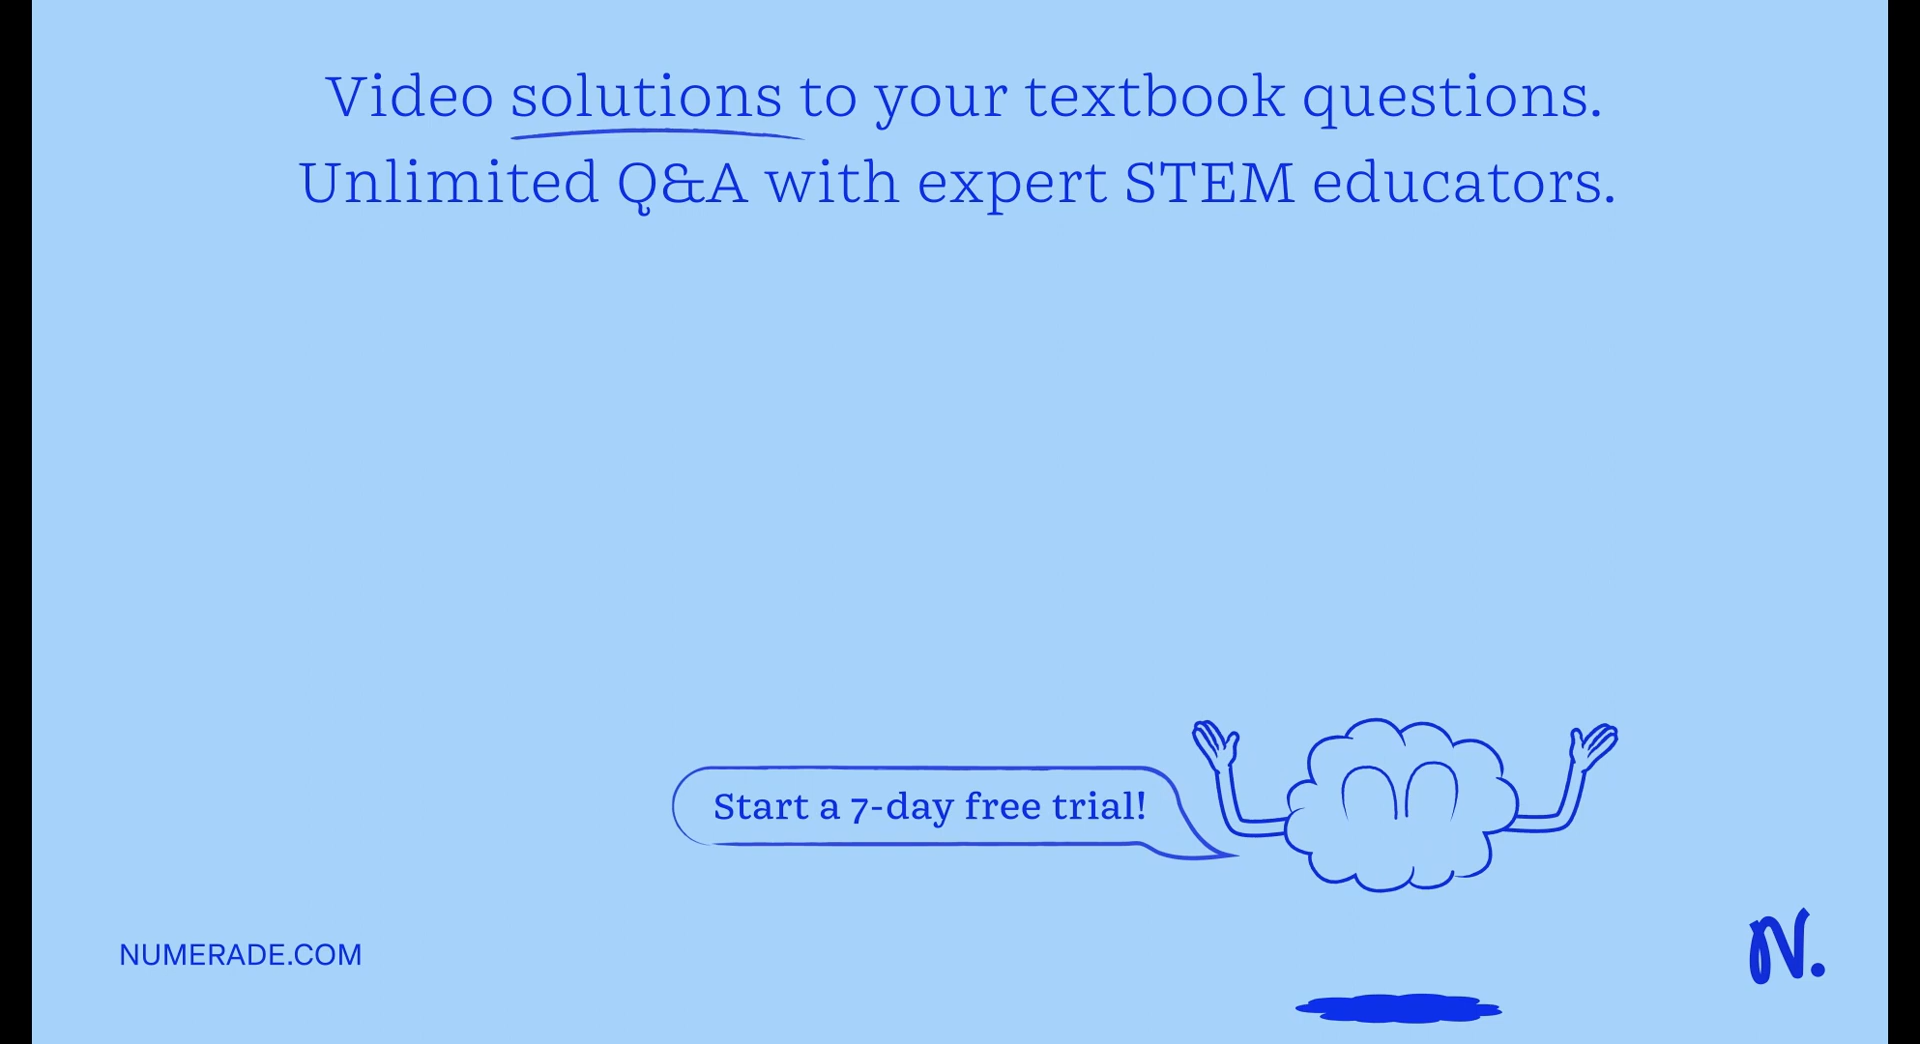 Video solutions to your textbook questions.
Unlimited Q&A with expert STEM educators.
Start a 7-day free trial!
NUMERADE.COM
N.